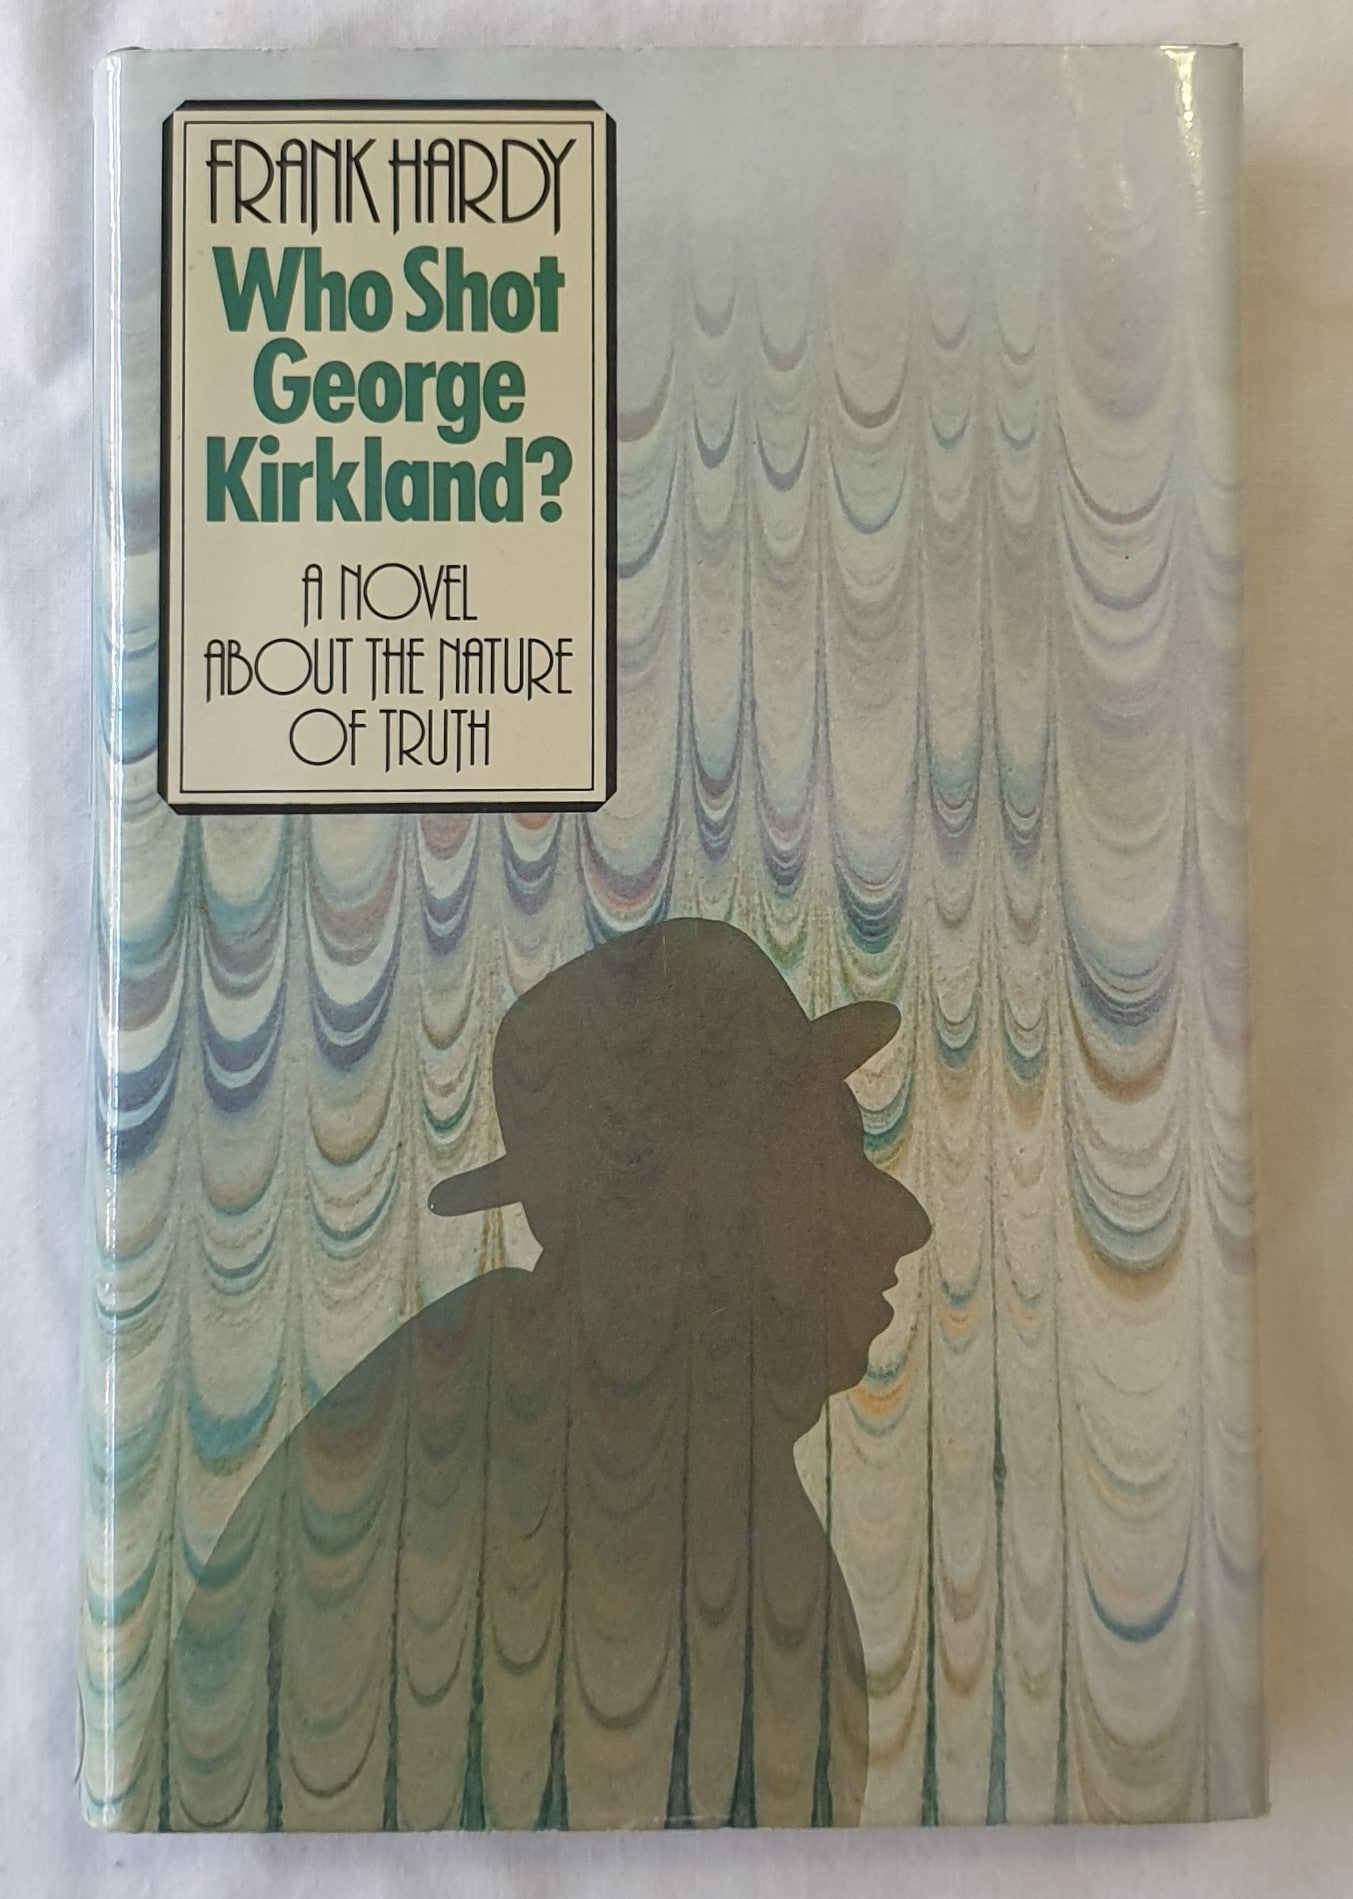 FRANK HARDY
Who Shot
George
Kirkland?
A NOVEL
ABOUT THE NATURE
OF TRUTH